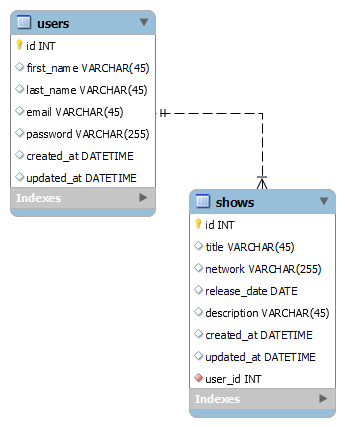 users
id INT
first_name VARCHAR(45)
last_name VARCHAR(45)
email VARCHAR(45)
password VARCHAR(255)
created_at DATETIME
updated_at DATETIME
Indexes
shows
id INT
title VARCHAR(45)
network VARCHAR(255)
release_date DATE
description VARCHAR(45)
created_at DATETIME
updated_at DATETIME
user_id INT
Indexes